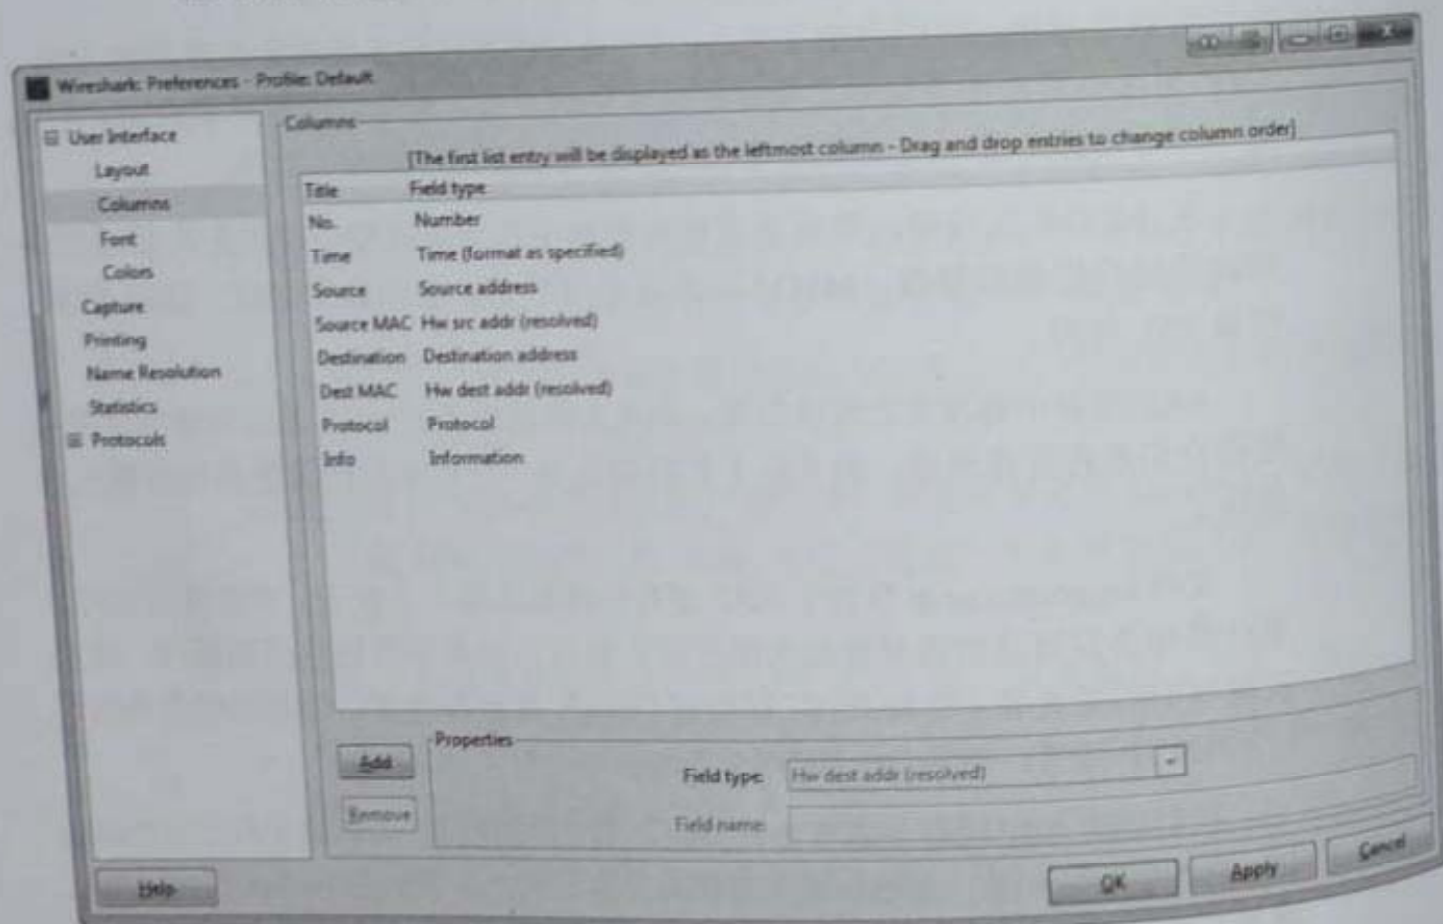 Wireshark: Preferences - Profile: Default
User Interface
Layout
Columns
Font
Colors
Capture
Printing
Name Resolution
Statistics
Protocols
Columns
[The first list entry will be displayed as the leftmost column - Drag and drop entries to change column order]
Title Field type
No. Number
Time Time (format as specified)
Source Source address
Source MAC Hw src addr (resolved)
Destination Destination address
Dest MAC Hw dest addr (resolved)
Protocol Protocol
Info Information
Add
Remove
Properties
Field type: Hw dest addr (resolved)
Field name:
Help
OK
Apply
Cancel